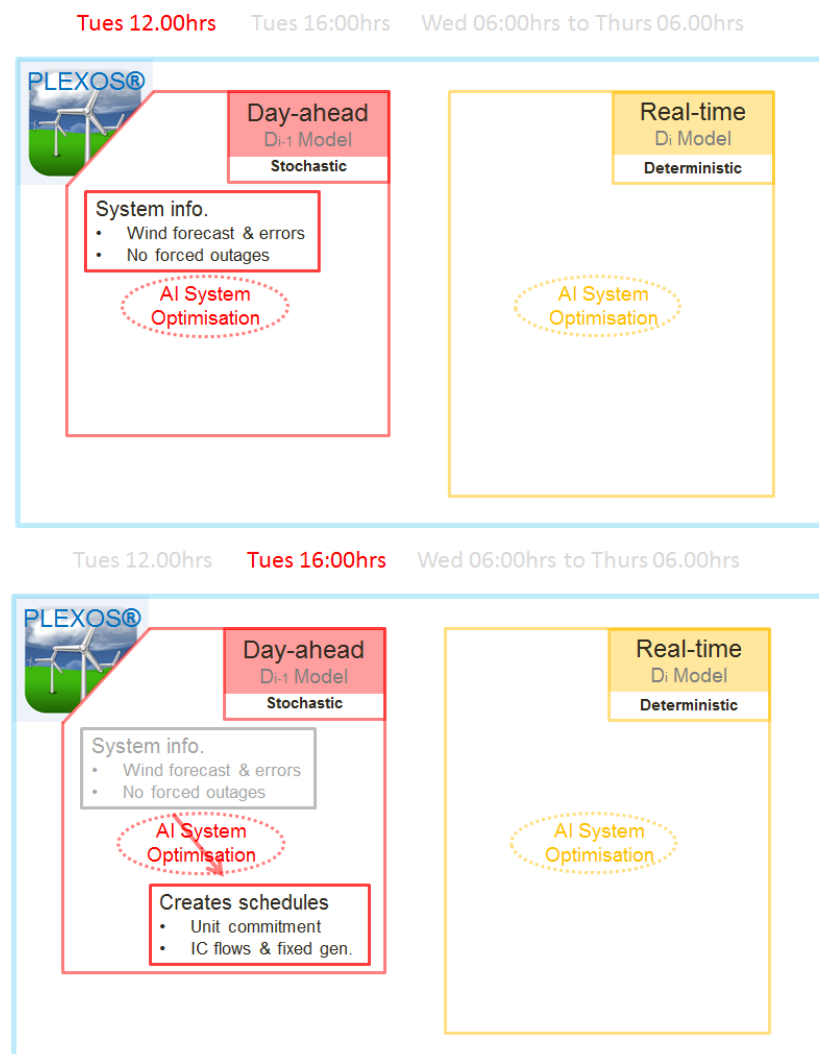 Tues 12.00hrs Tues 16:00hrs Wed 06:00hrs to Thurs 06.00hrs
PLEXOS®
Day-ahead
Di-1 Model
Stochastic
Real-time
Di Model
Deterministic
System info.
• Wind forecast & errors
• No forced outages
AI System
Optimisation
AI System
Optimisation
Tues 12.00hrs Tues 16:00hrs Wed 06:00hrs to Thurs 06.00hrs
PLEXOS®
Day-ahead
Di-1 Model
Stochastic
Real-time
Di Model
Deterministic
System info.
• Wind forecast & errors
• No forced outages
AI System
Optimisation
AI System
Optimisation
Creates schedules
• Unit commitment
• IC flows & fixed gen.